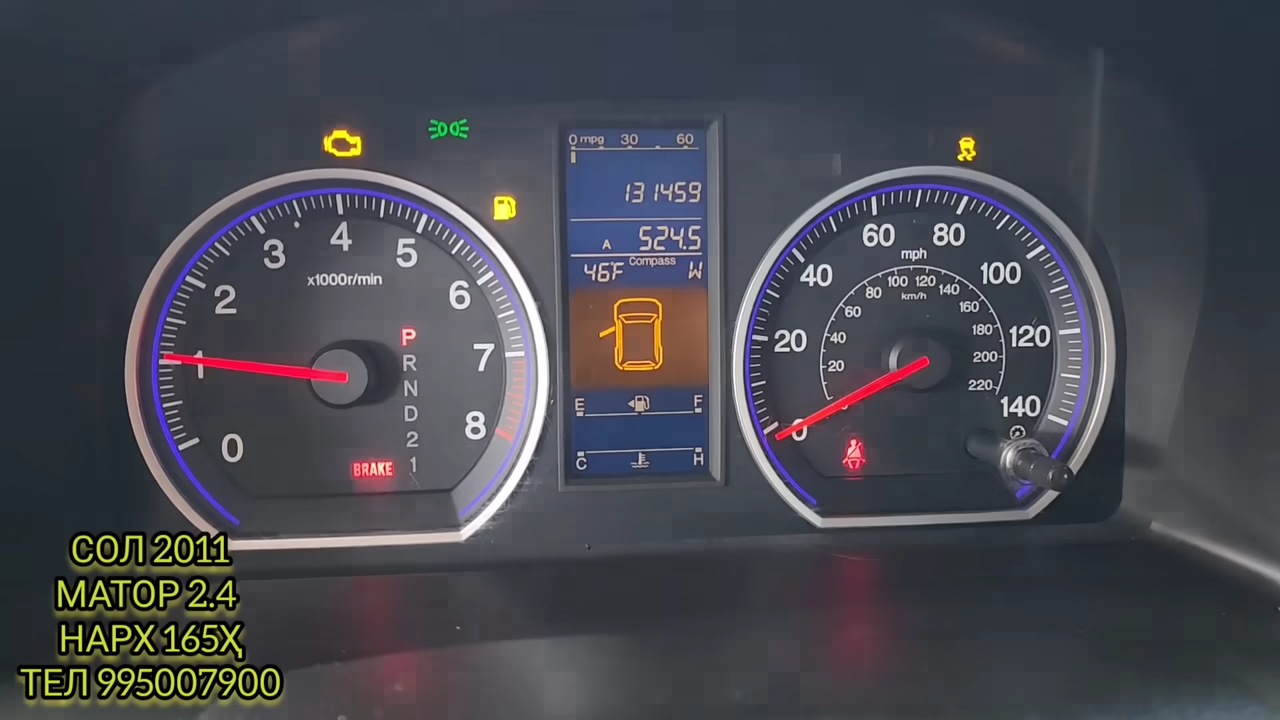 0 mpg 30 60
131459
A 524.5
Compass
46°F W
E F
C H
0 1 2 3 4 5 6 7 8
x1000r/min
P
R
N
D
2
1
BRAKE
0 20 40 60 80 100 120 140
mph
20 40 60 80 100 120 140 160 180 200 220
km/h
СОЛ 2011
МАТОР 2.4
НАРХ 165Ҳ
ТЕЛ 995007900